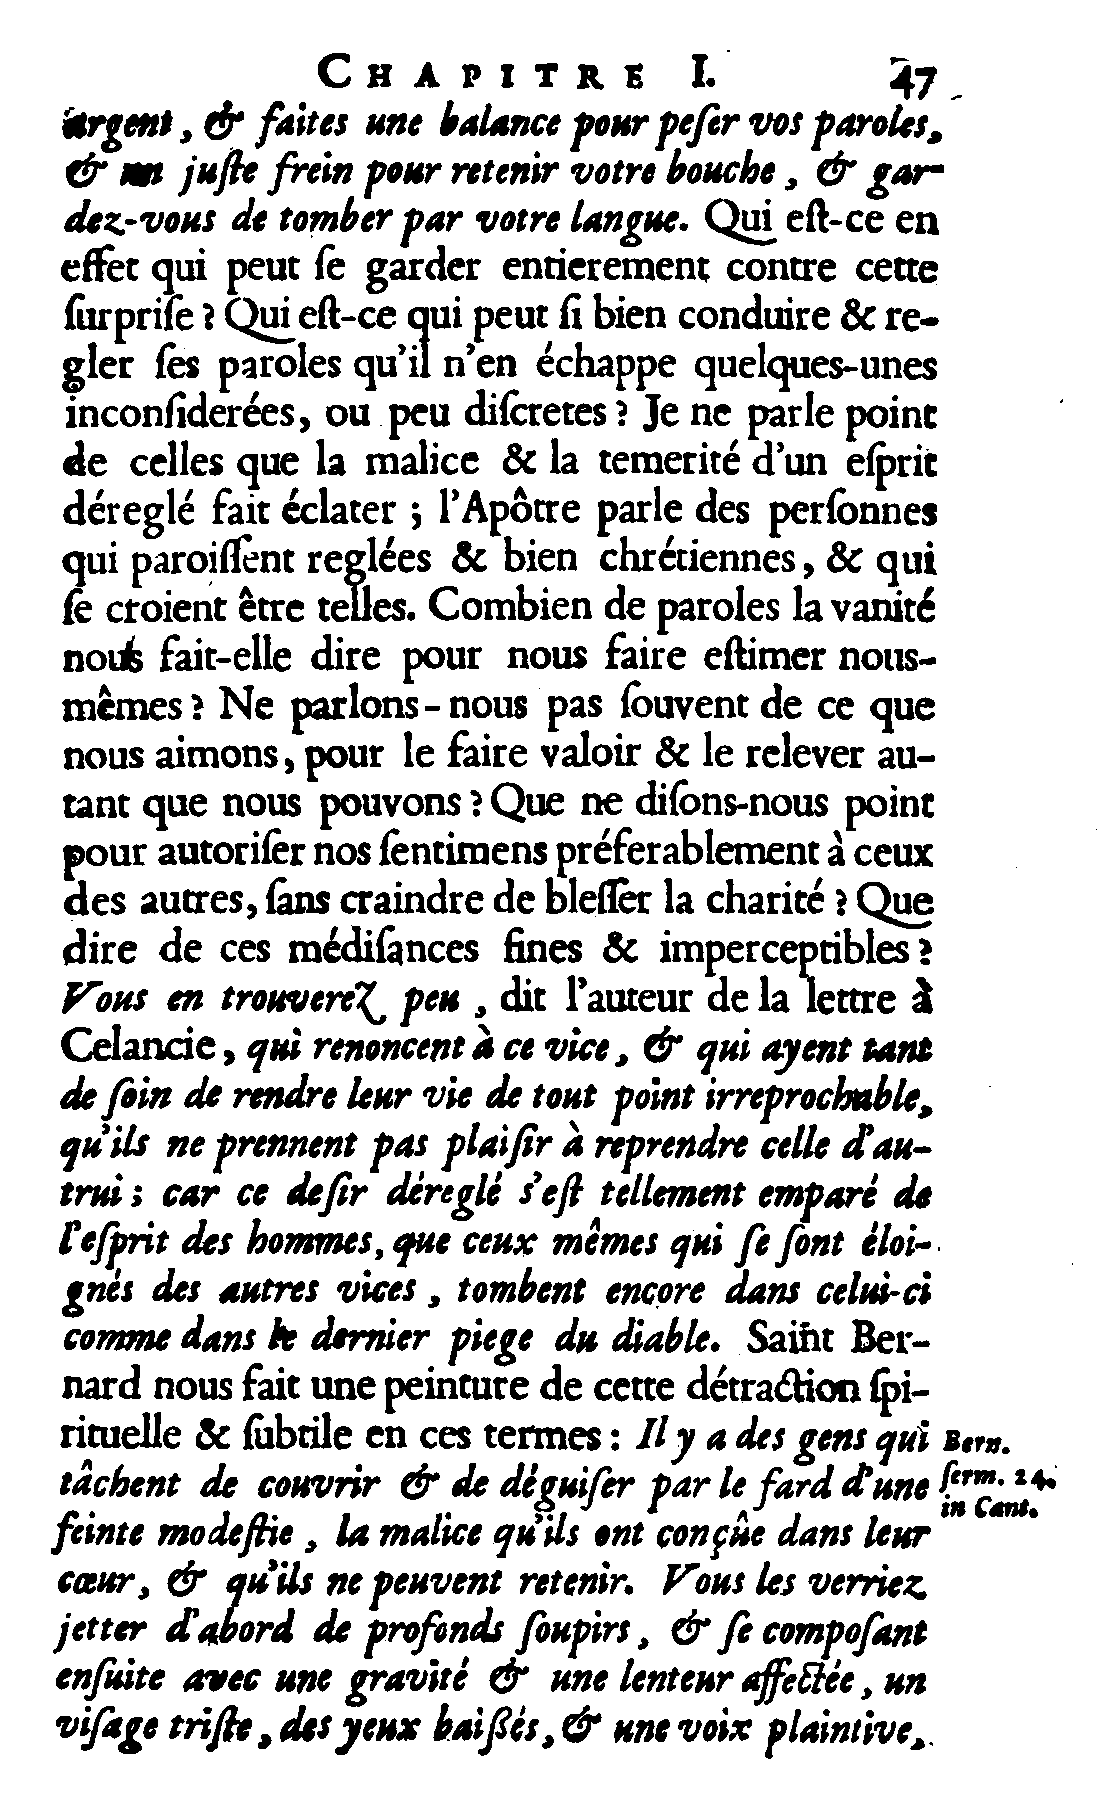 CHAPITRE I. 47
argent, & faites une balance pour peſer vos paroles,
& un juſte frein pour retenir votre bouche, & gar-
dez-vous de tomber par votre langue. Qui eſt-ce en
effet qui peut ſe garder entierement contre cette
ſurpriſe? Qui eſt-ce qui peut ſi bien conduire & re-
gler ſes paroles qu'il n'en échappe quelques-unes
inconſiderées, ou peu diſcretes? Je ne parle point
de celles que la malice & la temerité d'un eſprit
déreglé fait éclater; l'Apôtre parle des perſonnes
qui paroiſſent reglées & bien chrétiennes, & qui
ſe croient être telles. Combien de paroles la vanité
nous fait-elle dire pour nous faire eſtimer nous-
mêmes? Ne parlons-nous pas ſouvent de ce que
nous aimons, pour le faire valoir & le relever au-
tant que nous pouvons? Que ne diſons-nous point
pour autoriſer nos ſentimens préferablement à ceux
des autres, ſans craindre de bleſſer la charité? Que
dire de ces médiſances fines & imperceptibles?
Vous en trouverez peu, dit l'auteur de la lettre à
Celancie, qui renoncent à ce vice, & qui ayent tant
de ſoin de rendre leur vie de tout point irreprochable,
qu'ils ne prennent pas plaiſir à reprendre celle d'au-
trui; car ce deſir déreglé s'eſt tellement emparé de
l'eſprit des hommes, que ceux mêmes qui ſe ſont éloi-
gnés des autres vices, tombent encore dans celui-ci
comme dans le dernier piege du diable. Saint Ber-
nard nous fait une peinture de cette détraction ſpi-
rituelle & ſubtile en ces termes: Il y a des gens qui
tâchent de couvrir & de déguiſer par le fard d'une
feinte modeſtie, la malice qu'ils ont conçûe dans leur
cœur, & qu'ils ne peuvent retenir. Vous les verriez
jetter d'abord de profonds ſoupirs, & ſe compoſant
enſuite avec une gravité & une lenteur affectée, un
viſage triſte, des yeux baiſſés, & une voix plaintive,
Bern.
ſerm. 24.
in Cant.